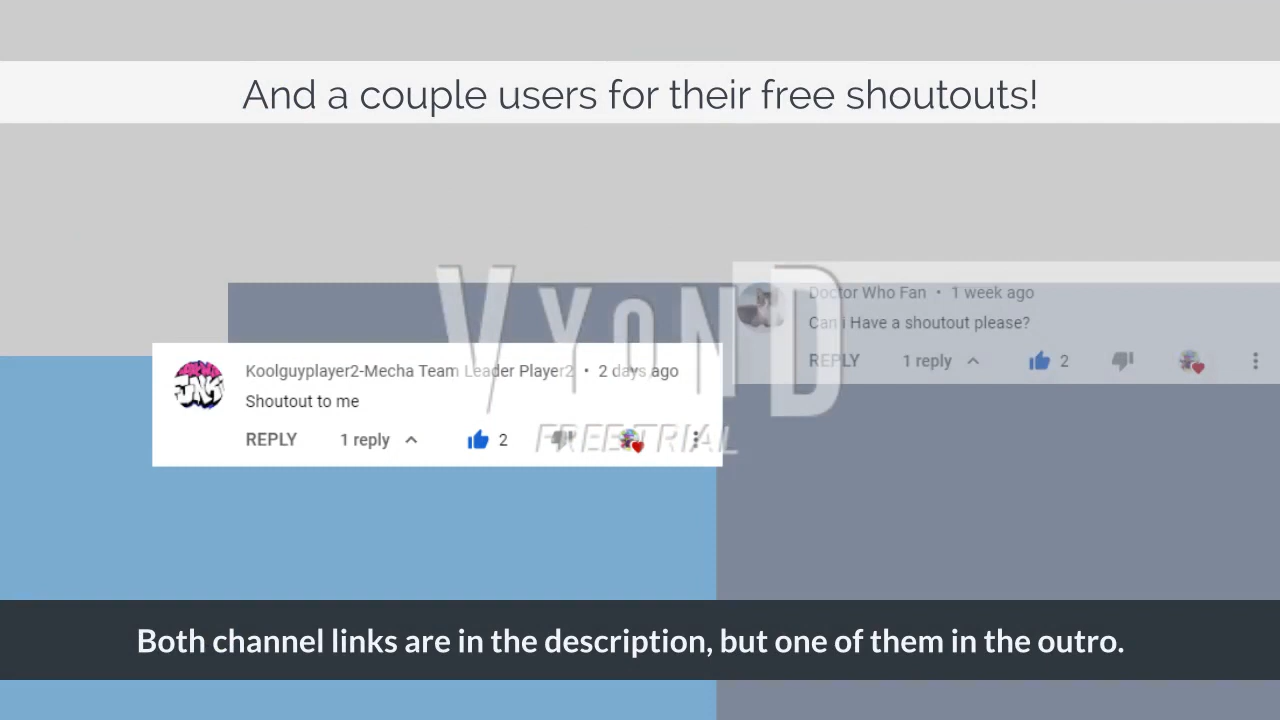 And a couple users for their free shoutouts!
VYOND
FREE TRIAL
Doctor Who Fan • 1 week ago
Can i Have a shoutout please?
REPLY 1 reply 2
Koolguyplayer2-Mecha Team Leader Player2 • 2 days ago
Shoutout to me
REPLY 1 reply 2
Both channel links are in the description, but one of them in the outro.